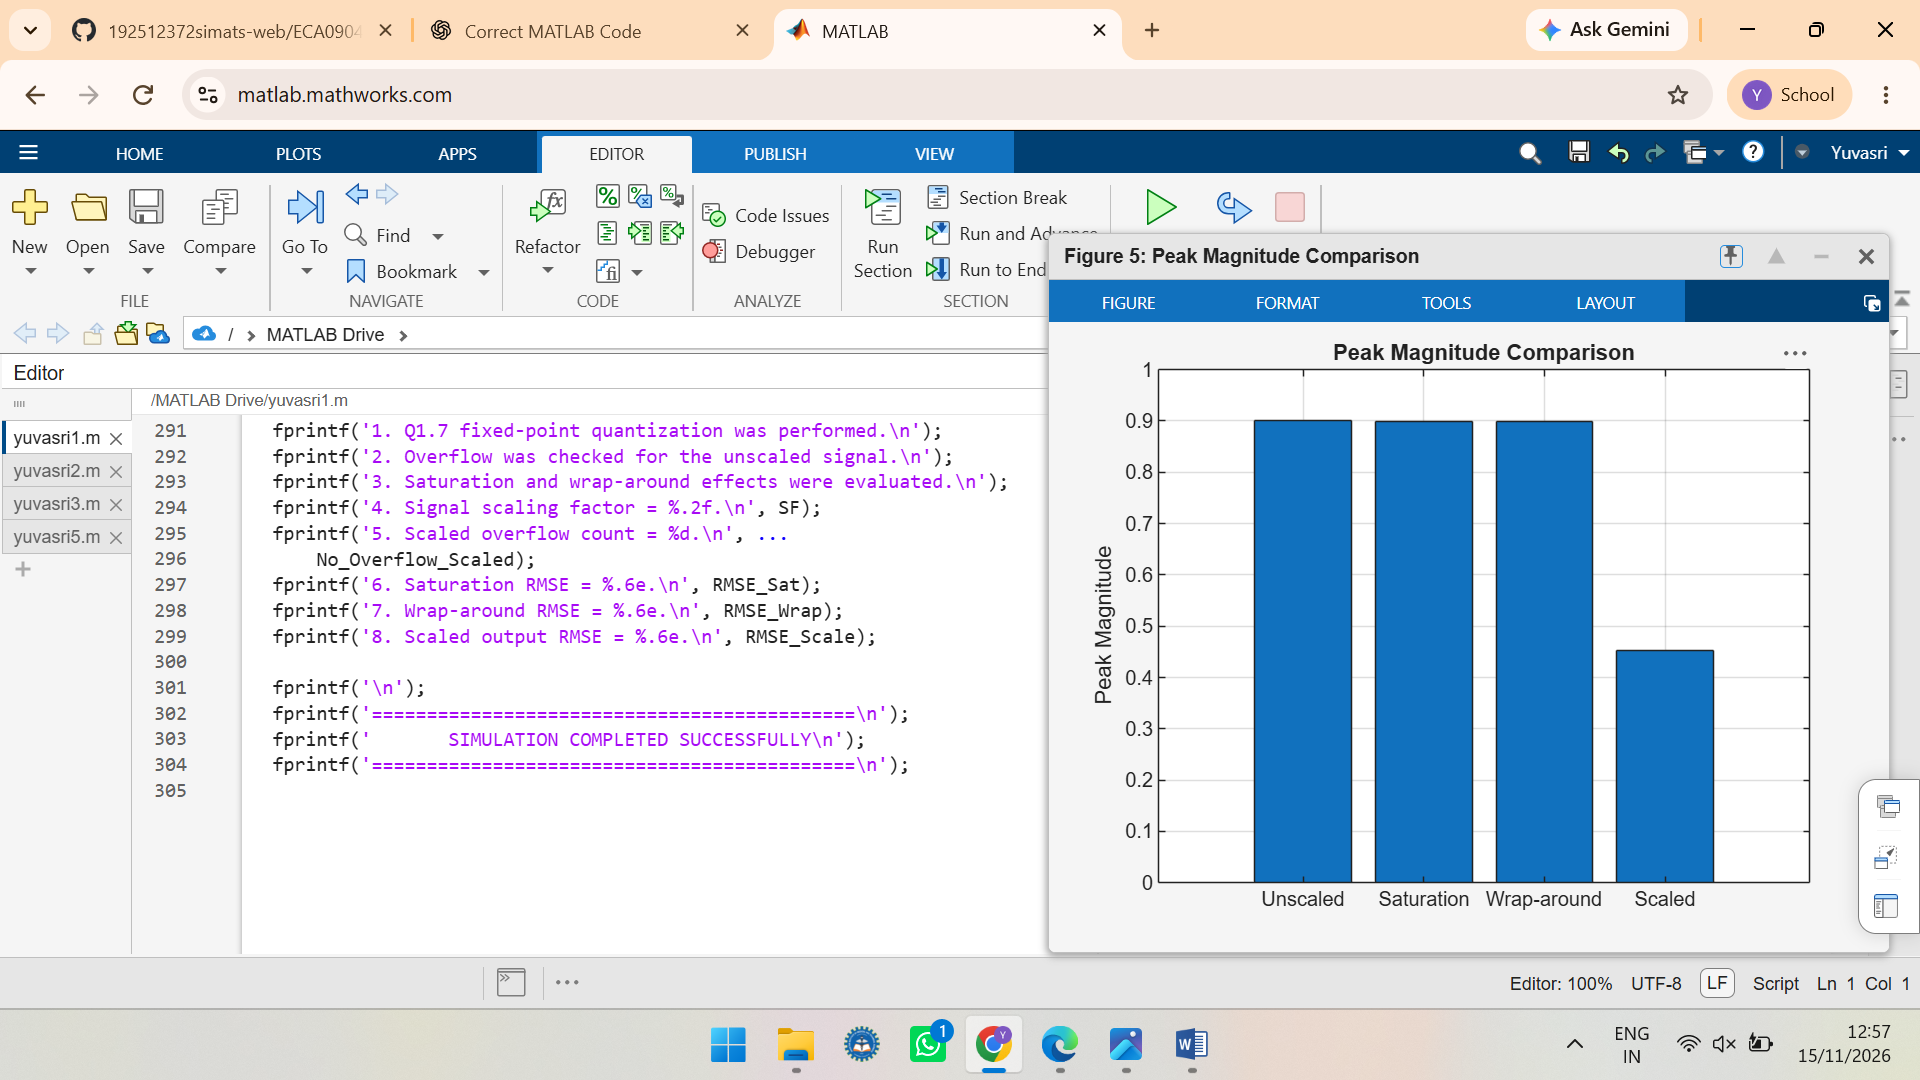 192512372simats-web/ECA0904
Correct MATLAB Code
MATLAB
Ask Gemini
matlab.mathworks.com
Y School
HOME
PLOTS
APPS
EDITOR
PUBLISH
VIEW
Yuvasri
New
Open
Save
Compare
FILE
Go To
Find
Bookmark
NAVIGATE
Refactor
CODE
Code Issues
Debugger
ANALYZE
Run Section
Section Break
Run and Advance
Run to End
SECTION
/ > MATLAB Drive >
Editor
/MATLAB Drive/yuvasri1.m
yuvasri1.m
yuvasri2.m
yuvasri3.m
yuvasri5.m
291 fprintf('1. Q1.7 fixed-point quantization was performed.\n');
292 fprintf('2. Overflow was checked for the unscaled signal.\n');
293 fprintf('3. Saturation and wrap-around effects were evaluated.\n');
294 fprintf('4. Signal scaling factor = %.2f.\n', SF);
295 fprintf('5. Scaled overflow count = %d.\n', ...
296 No_Overflow_Scaled);
297 fprintf('6. Saturation RMSE = %.6e.\n', RMSE_Sat);
298 fprintf('7. Wrap-around RMSE = %.6e.\n', RMSE_Wrap);
299 fprintf('8. Scaled output RMSE = %.6e.\n', RMSE_Scale);
300
301 fprintf('\n');
302 fprintf('============================================\n');
303 fprintf('       SIMULATION COMPLETED SUCCESSFULLY\n');
304 fprintf('============================================\n');
305
Figure 5: Peak Magnitude Comparison
FIGURE
FORMAT
TOOLS
LAYOUT
Peak Magnitude Comparison
Peak Magnitude
1
0.9
0.8
0.7
0.6
0.5
0.4
0.3
0.2
0.1
0
Unscaled
Saturation
Wrap-around
Scaled
Editor: 100%
UTF-8
LF
Script
Ln 1 Col 1
1
ENG
IN
12:57
15/11/2026